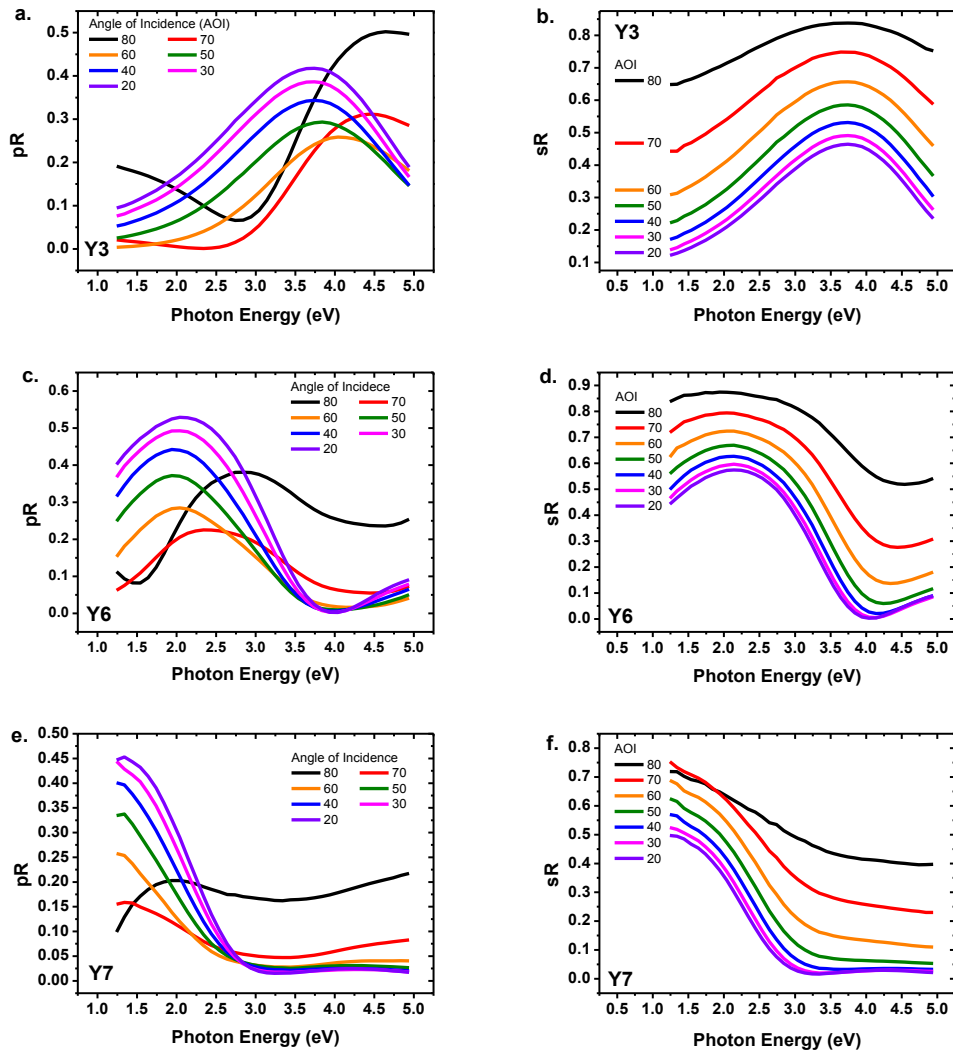 a.
Angle of Incidence (AOI)
80 70
60 50
40 30
20
0.5
0.4
0.3
0.2
0.1
0.0
pR
Y3
1.0 1.5 2.0 2.5 3.0 3.5 4.0 4.5 5.0
Photon Energy (eV)
b.
Y3
AOI
80
70
60
50
40
30
20
0.8
0.7
0.6
0.5
0.4
0.3
0.2
0.1
sR
0.5 1.0 1.5 2.0 2.5 3.0 3.5 4.0 4.5 5.0
Photon Energy (eV)
c.
Angle of Incidece
80 70
60 50
40 30
20
0.6
0.5
0.4
0.3
0.2
0.1
0.0
pR
Y6
1.0 1.5 2.0 2.5 3.0 3.5 4.0 4.5 5.0
Photon Energy (eV)
d.
AOI
80
70
60
50
40
30
20
0.9
0.8
0.7
0.6
0.5
0.4
0.3
0.2
0.1
0.0
sR
Y6
0.5 1.0 1.5 2.0 2.5 3.0 3.5 4.0 4.5 5.0
Photon Energy (eV)
e.
Angle of Incidence
80 70
60 50
40 30
20
0.50
0.45
0.40
0.35
0.30
0.25
0.20
0.15
0.10
0.05
0.00
pR
Y7
1.0 1.5 2.0 2.5 3.0 3.5 4.0 4.5 5.0
Photon Energy (eV)
f.
AOI
80
70
60
50
40
30
20
0.8
0.7
0.6
0.5
0.4
0.3
0.2
0.1
0.0
sR
Y7
0.5 1.0 1.5 2.0 2.5 3.0 3.5 4.0 4.5 5.0
Photon Energy (eV)